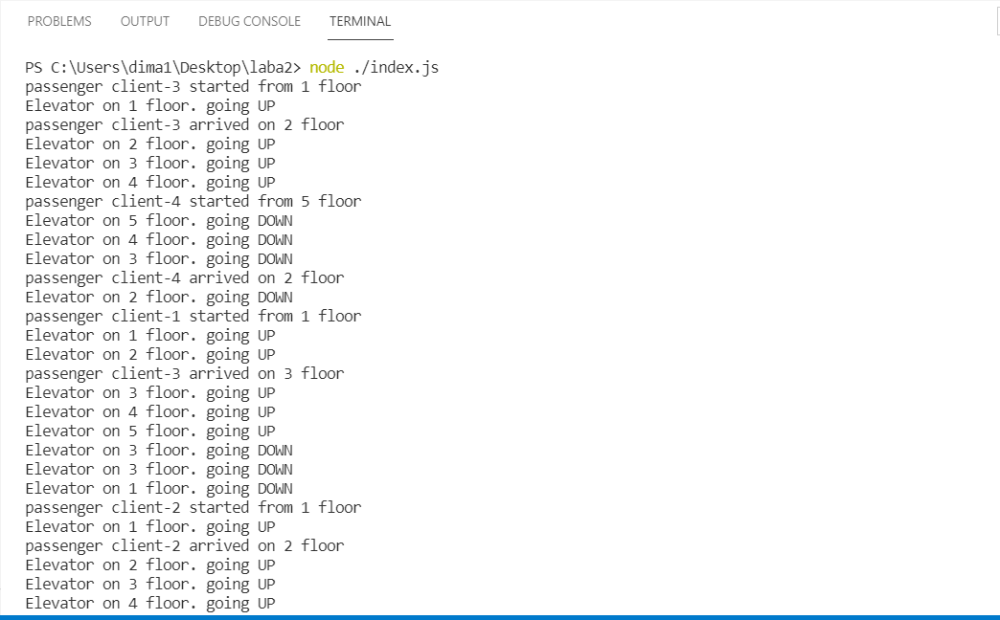 PROBLEMS OUTPUT DEBUG CONSOLE TERMINAL
PS C:\Users\dima1\Desktop\laba2> node ./index.js
passenger client-3 started from 1 floor
Elevator on 1 floor. going UP
passenger client-3 arrived on 2 floor
Elevator on 2 floor. going UP
Elevator on 3 floor. going UP
Elevator on 4 floor. going UP
passenger client-4 started from 5 floor
Elevator on 5 floor. going DOWN
Elevator on 4 floor. going DOWN
Elevator on 3 floor. going DOWN
passenger client-4 arrived on 2 floor
Elevator on 2 floor. going DOWN
passenger client-1 started from 1 floor
Elevator on 1 floor. going UP
Elevator on 2 floor. going UP
passenger client-3 arrived on 3 floor
Elevator on 3 floor. going UP
Elevator on 4 floor. going UP
Elevator on 5 floor. going UP
Elevator on 3 floor. going DOWN
Elevator on 3 floor. going DOWN
Elevator on 1 floor. going DOWN
passenger client-2 started from 1 floor
Elevator on 1 floor. going UP
passenger client-2 arrived on 2 floor
Elevator on 2 floor. going UP
Elevator on 3 floor. going UP
Elevator on 4 floor. going UP